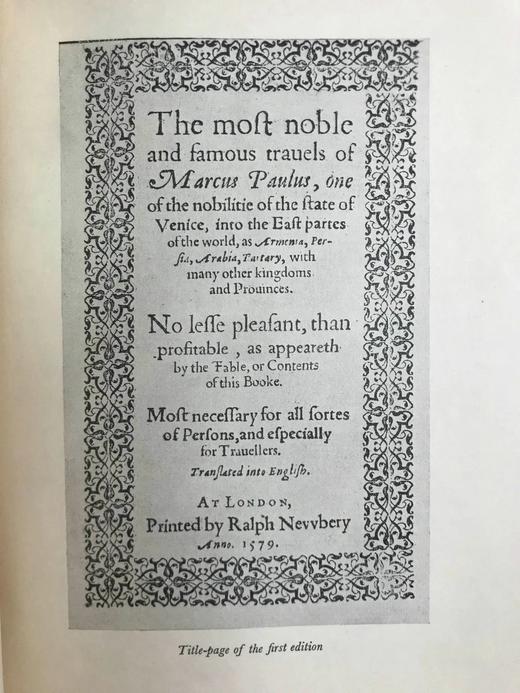 The moſt noble
and famous trauels of
Marcus Paulus, one
of the nobilitie of the ſtate of
Venice, into the Eaſt partes
of the world, as Armenia, Per-
ſia, Arabia, Tartary, with
many other kingdoms
and Prouinces.
No leſſe pleaſant, than
profitable, as appeareth
by the Table, or Contents
of this Booke.
Moſt neceſſary for all ſortes
of Perſons, and eſpecially
for Trauellers.
Tranſlated into Engliſh.
AT LONDON,
Printed by Ralph Nevvbery
Anno. 1579.
Title-page of the first edition